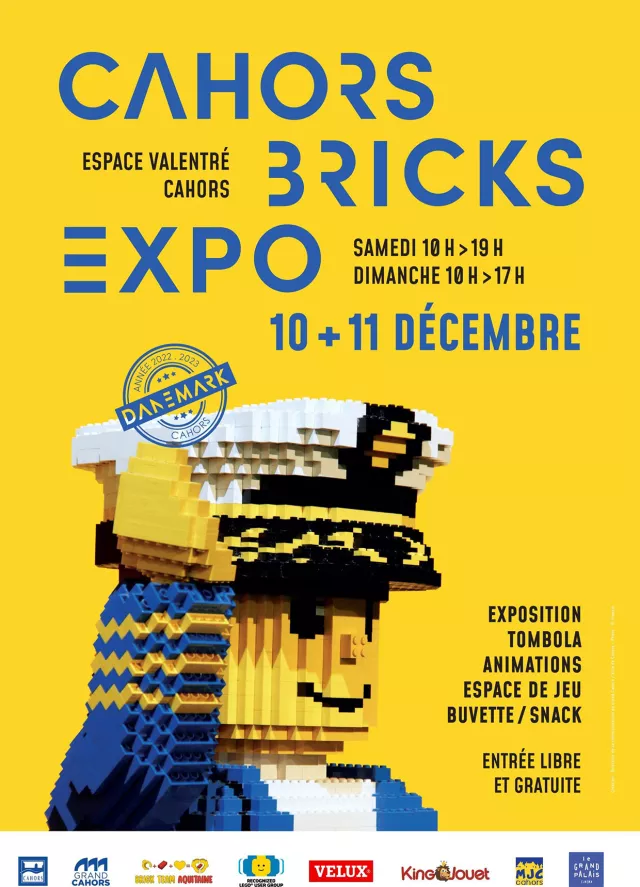 CAHORS
ESPACE VALENTRÉ
CAHORS
BRICKS
EXPO
SAMEDI 10 H > 19 H
DIMANCHE 10 H > 17 H
10 + 11 DÉCEMBRE
ANNÉE 2022 . 2023
DANEMARK
CAHORS
EXPOSITION
TOMBOLA
ANIMATIONS
ESPACE DE JEU
BUVETTE / SNACK
ENTRÉE LIBRE
ET GRATUITE
CAHORS
GRAND
CAHORS
BRICK TEAM AQUITAINE
RECOGNIZED
LEGO® USER GROUP
VELUX®
King Jouet
MJC
cahors
le
GRAND
PALAIS